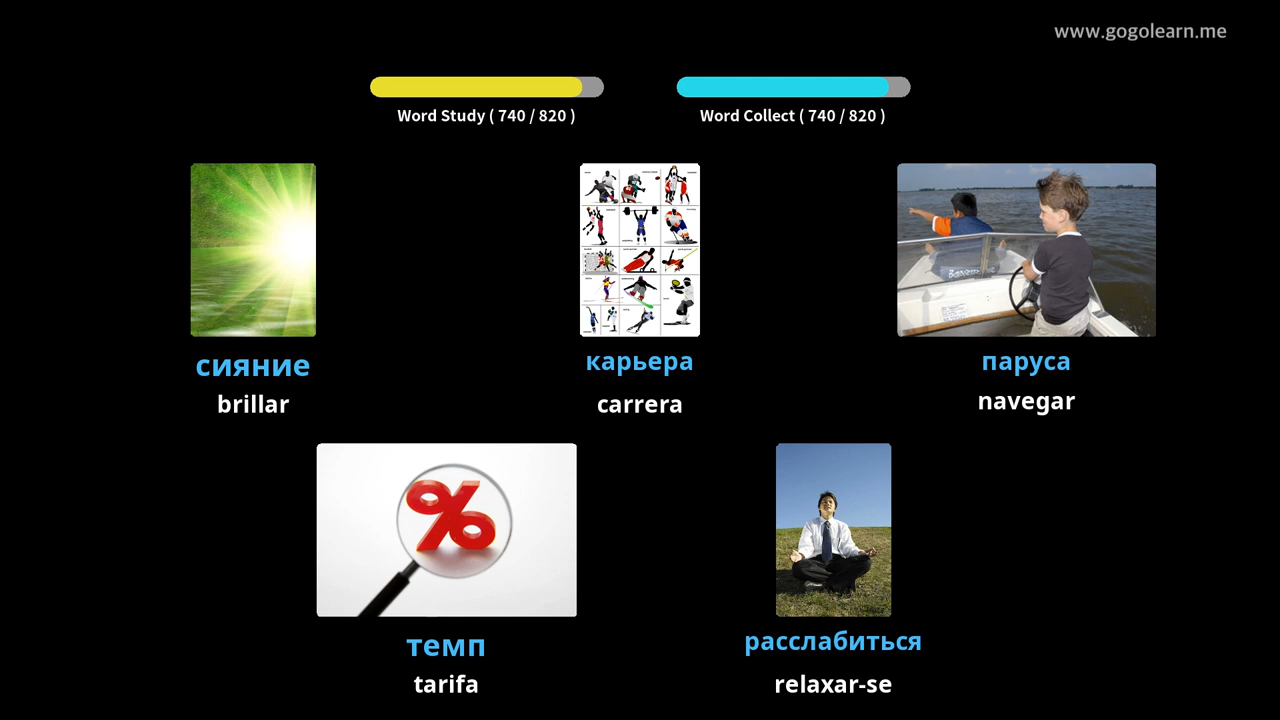 www.gogolearn.me
Word Study ( 740 / 820 )
Word Collect ( 740 / 820 )
сияние
brillar
карьера
carrera
паруса
navegar
темп
tarifa
расслабиться
relaxar-se